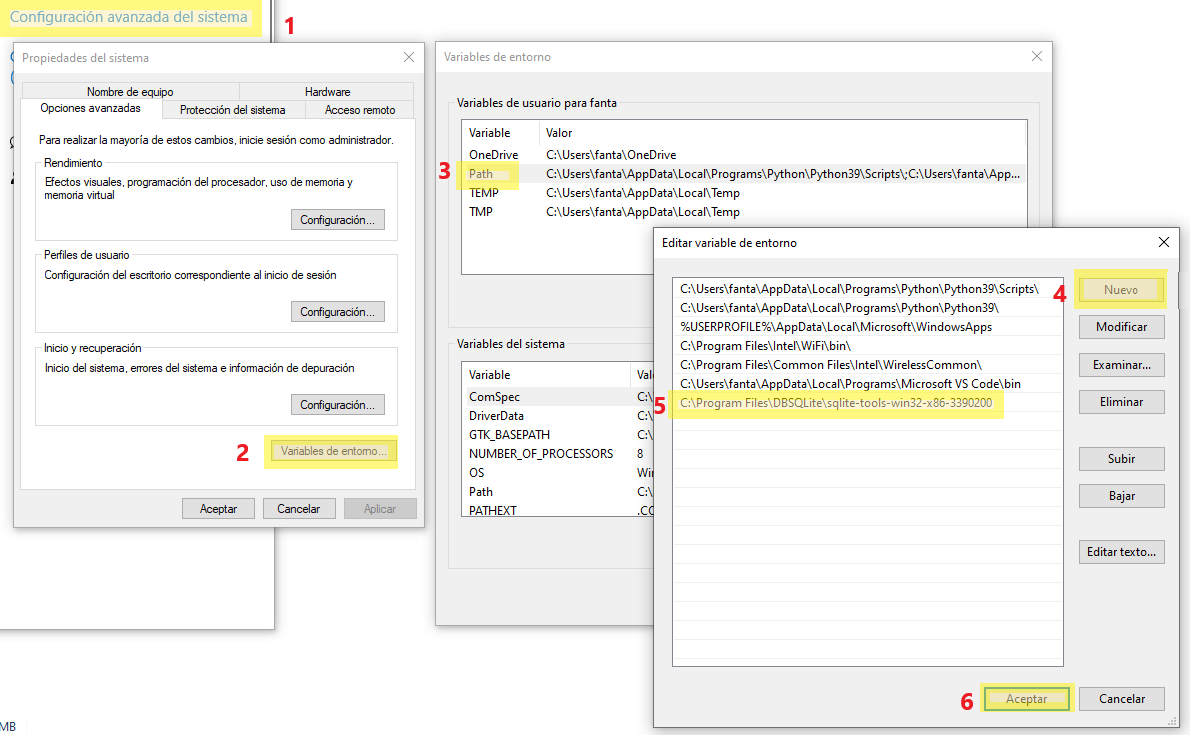 Configuración avanzada del sistema
1
Propiedades del sistema
Nombre de equipo
Hardware
Opciones avanzadas
Protección del sistema
Acceso remoto
Para realizar la mayoría de estos cambios, inicie sesión como administrador.
Rendimiento
Efectos visuales, programación del procesador, uso de memoria y
memoria virtual
Configuración...
Perfiles de usuario
Configuración del escritorio correspondiente al inicio de sesión
Configuración...
Inicio y recuperación
Inicio del sistema, errores del sistema e información de depuración
Configuración...
2
Variables de entorno...
Aceptar
Cancelar
Aplicar
MB
Variables de entorno
Variables de usuario para fanta
Variable Valor
OneDrive C:\Users\fanta\OneDrive
3
Path C:\Users\fanta\AppData\Local\Programs\Python\Python39\Scripts\;C:\Users\fanta\App...
TEMP C:\Users\fanta\AppData\Local\Temp
TMP C:\Users\fanta\AppData\Local\Temp
Variables del sistema
Variable Valo
ComSpec C:\
DriverData C:\
GTK_BASEPATH C:\
NUMBER_OF_PROCESSORS 8
OS Win
Path C:\
PATHEXT .CO
Editar variable de entorno
C:\Users\fanta\AppData\Local\Programs\Python\Python39\Scripts\
C:\Users\fanta\AppData\Local\Programs\Python\Python39\
%USERPROFILE%\AppData\Local\Microsoft\WindowsApps
C:\Program Files\Intel\WiFi\bin\
C:\Program Files\Common Files\Intel\WirelessCommon\
C:\Users\fanta\AppData\Local\Programs\Microsoft VS Code\bin
5
C:\Program Files\DBSQLite\sqlite-tools-win32-x86-3390200
4
Nuevo
Modificar
Examinar...
Eliminar
Subir
Bajar
Editar texto...
6
Aceptar
Cancelar